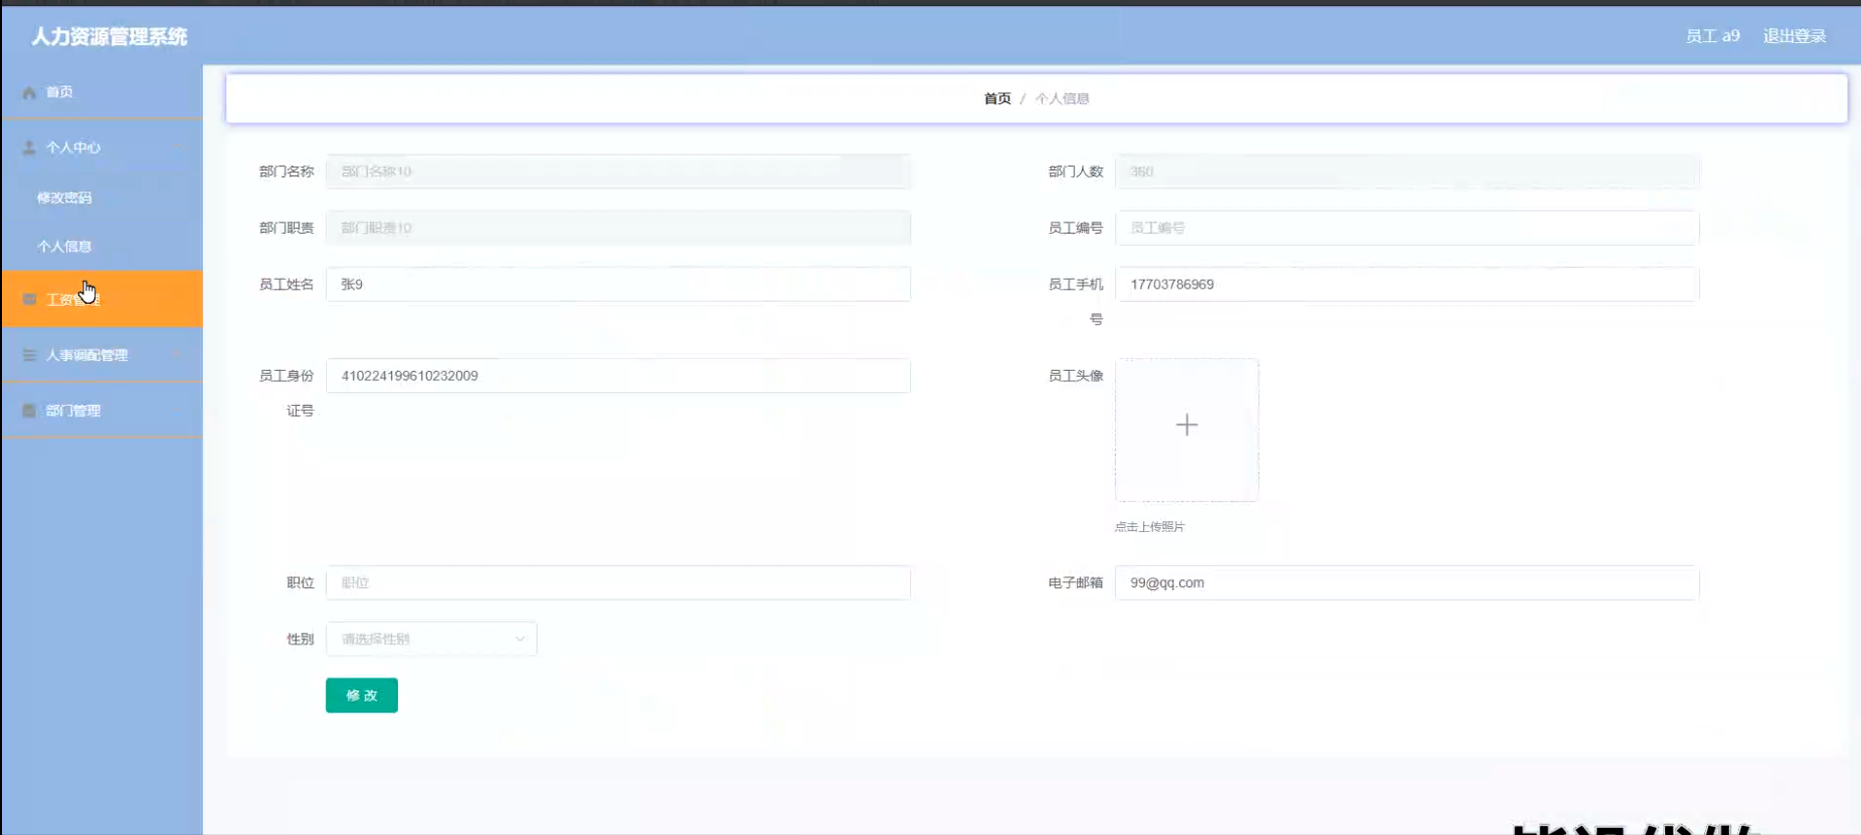 人力资源管理系统
员工 a9 退出登录
首页
首页 / 个人信息
个人中心
修改密码
个人信息
工资管理
人事调配管理
部门管理
部门名称 部门名称10
部门人数 360
部门职责 部门职责10
员工编号 员工编号
员工姓名 张9
员工手机 17703786969
号
员工身份 410224199610232009
证号
员工头像
点击上传照片
职位 职位
电子邮箱 99@qq.com
性别 请选择性别
修改